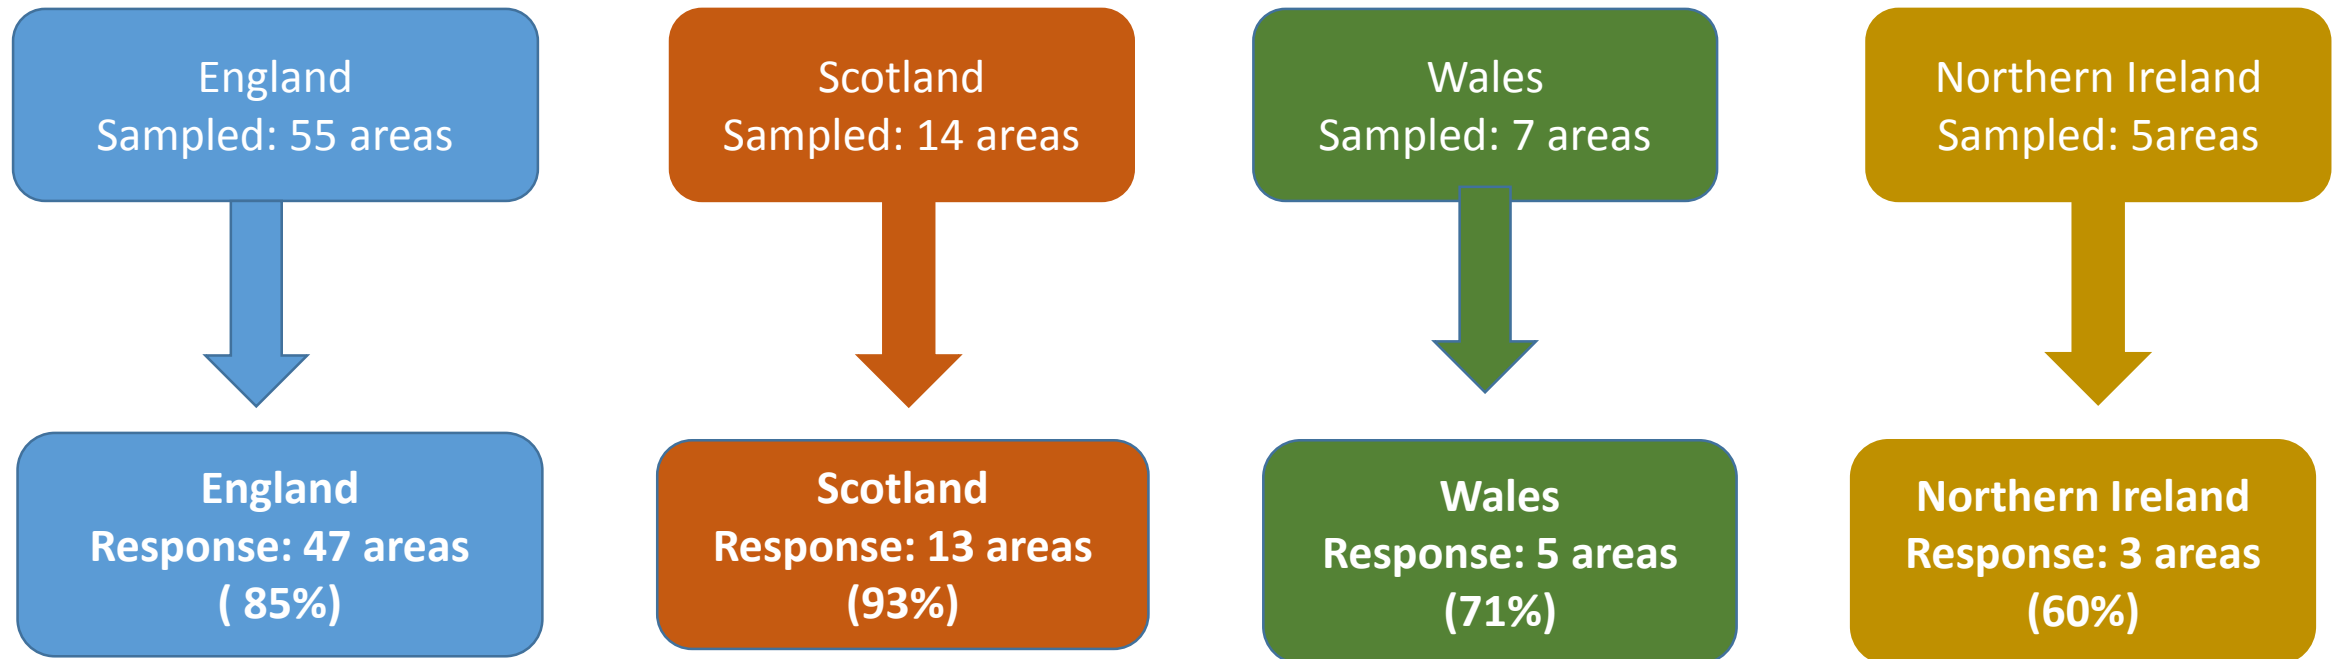 England
Sampled: 55 areas
Scotland
Sampled: 14 areas
Wales
Sampled: 7 areas
Northern Ireland
Sampled: 5areas
England
Response: 47 areas
( 85%)
Scotland
Response: 13 areas
(93%)
Wales
Response: 5 areas
(71%)
Northern Ireland
Response: 3 areas
(60%)